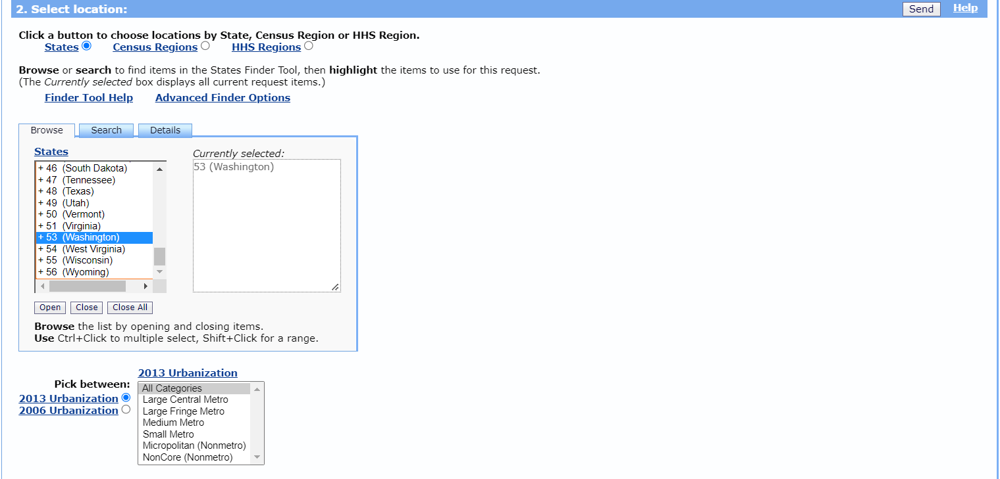 2. Select location:
Send
Help
Click a button to choose locations by State, Census Region or HHS Region.
States Census Regions HHS Regions
Browse or search to find items in the States Finder Tool, then highlight the items to use for this request.
(The Currently selected box displays all current request items.)
Finder Tool Help Advanced Finder Options
Browse Search Details
States
+ 46 (South Dakota)
+ 47 (Tennessee)
+ 48 (Texas)
+ 49 (Utah)
+ 50 (Vermont)
+ 51 (Virginia)
+ 53 (Washington)
+ 54 (West Virginia)
+ 55 (Wisconsin)
+ 56 (Wyoming)
Currently selected:
53 (Washington)
Open Close Close All
Browse the list by opening and closing items.
Use Ctrl+Click to multiple select, Shift+Click for a range.
Pick between:
2013 Urbanization
2006 Urbanization
2013 Urbanization
All Categories
Large Central Metro
Large Fringe Metro
Medium Metro
Small Metro
Micropolitan (Nonmetro)
NonCore (Nonmetro)